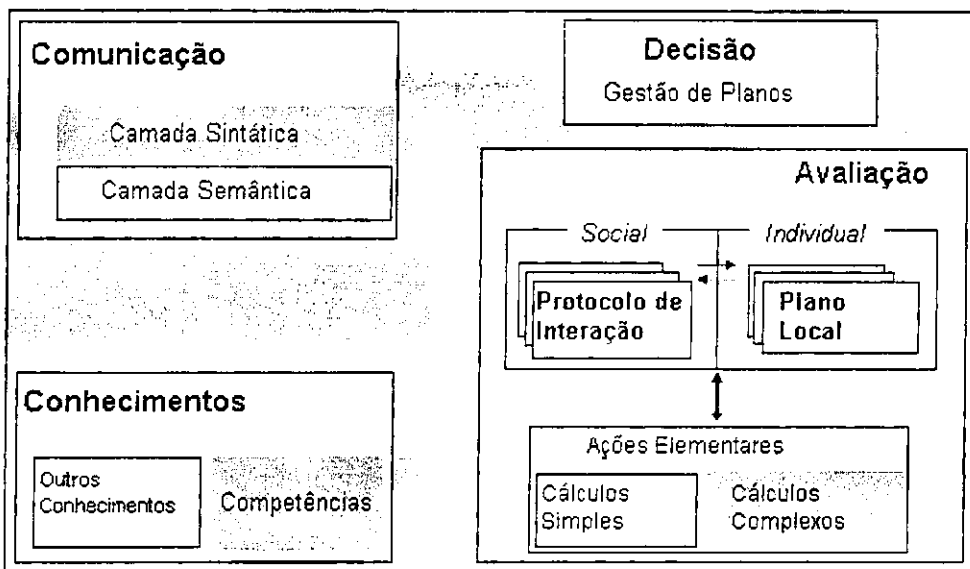 Comunicação
Camada Sintática
Camada Semântica
Decisão
Gestão de Planos
Avaliação
Social
Individual
Protocolo de
Interação
Plano
Local
Conhecimentos
Outros
Conhecimentos
Competências
Ações Elementares
Cálculos
Simples
Cálculos
Complexos